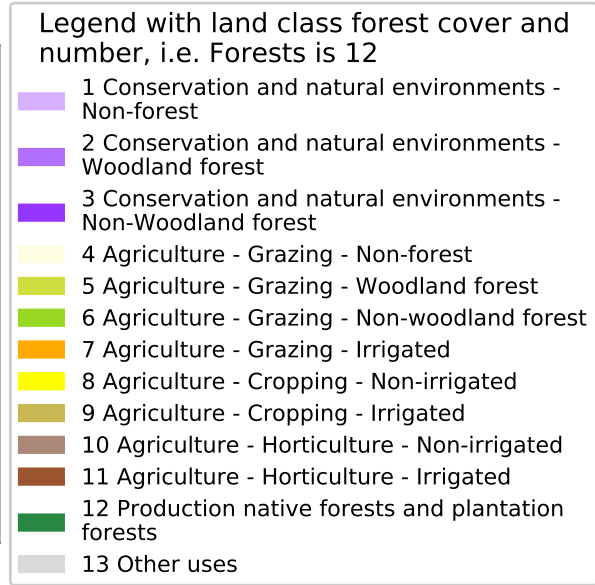 Legend with land class forest cover and
number, i.e. Forests is 12
1 Conservation and natural environments -
Non-forest
2 Conservation and natural environments -
Woodland forest
3 Conservation and natural environments -
Non-Woodland forest
4 Agriculture - Grazing - Non-forest
5 Agriculture - Grazing - Woodland forest
6 Agriculture - Grazing - Non-woodland forest
7 Agriculture - Grazing - Irrigated
8 Agriculture - Cropping - Non-irrigated
9 Agriculture - Cropping - Irrigated
10 Agriculture - Horticulture - Non-irrigated
11 Agriculture - Horticulture - Irrigated
12 Production native forests and plantation
forests
13 Other uses